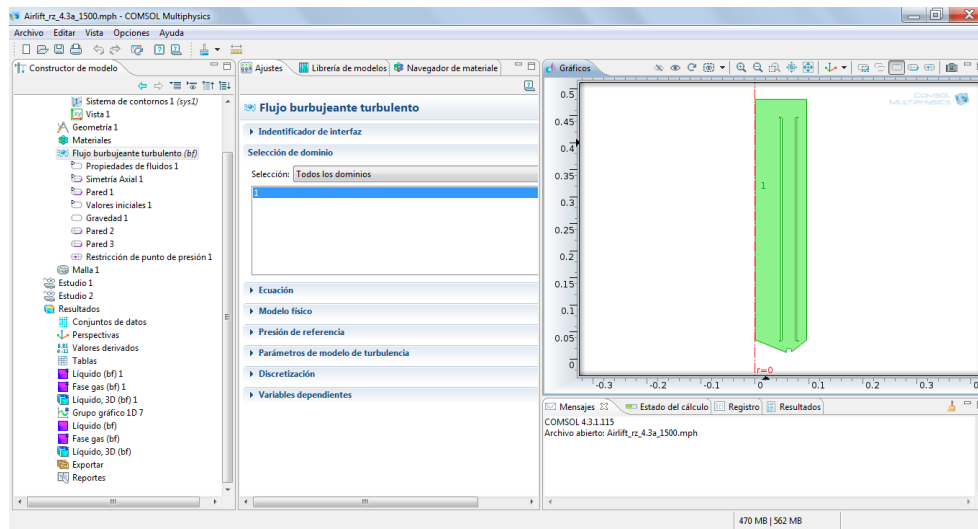 Airlift_rz_4.3a_1500.mph - COMSOL Multiphysics
Archivo Editar Vista Opciones Ayuda
Constructor de modelo
Sistema de contornos 1 (sys1)
Vista 1
Geometría 1
Materiales
Flujo burbujeante turbulento (bf)
Propiedades de fluidos 1
Simetría Axial 1
Pared 1
Valores iniciales 1
Gravedad 1
Pared 2
Pared 3
Restricción de punto de presión 1
Malla 1
Estudio 1
Estudio 2
Resultados
Conjuntos de datos
Perspectivas
Valores derivados
Tablas
Líquido (bf) 1
Fase gas (bf) 1
Líquido, 3D (bf) 1
Grupo gráfico 1D 7
Líquido (bf)
Fase gas (bf)
Líquido, 3D (bf)
Exportar
Reportes
Ajustes Librería de modelos Navegador de materiale
Flujo burbujeante turbulento
Indentificador de interfaz
Selección de dominio
Selección: Todos los dominios
1
Ecuación
Modelo físico
Presión de referencia
Parámetros de modelo de turbulencia
Discretización
Variables dependientes
Gráficos
COMSOL
MULTIPHYSICS
0.5
0.45
0.4
0.35
0.3
0.25
0.2
0.15
0.1
0.05
0
1
r=0
-0.3 -0.2 -0.1 0 0.1 0.2 0.3
Mensajes Estado del cálculo Registro Resultados
COMSOL 4.3.1.115
Archivo abierto: Airlift_rz_4.3a_1500.mph
470 MB | 562 MB